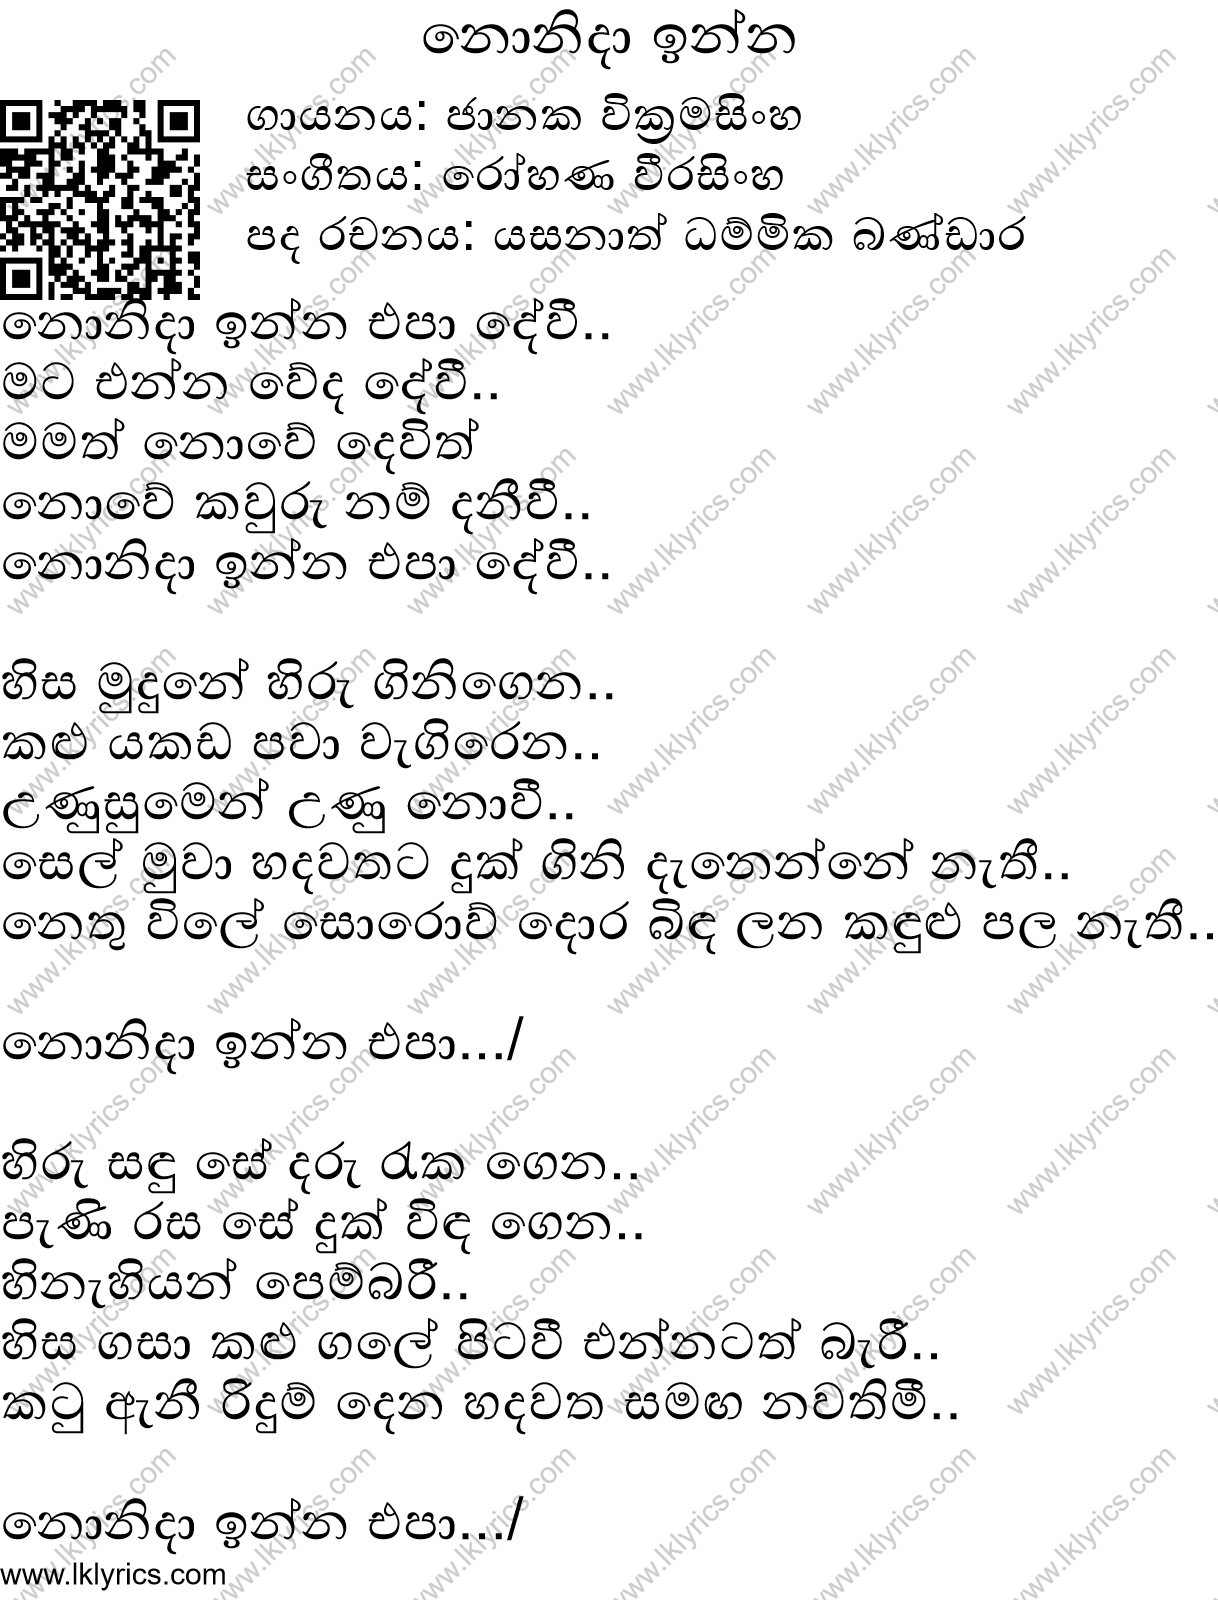 නොනිදා ඉන්න
ගායනය: ජානක වික්‍රමසිංහ
සංගීතය: රෝහණ වීරසිංහ
පද රචනය: යසනාත් ධම්මික බණ්ඩාර
නොනිදා ඉන්න එපා දේවී..
මට එන්න වේද දේවී..
මමත් නොවේ දෙවිත්
නොවේ කවුරු නම් දනීවී..
නොනිදා ඉන්න එපා දේවී..
හිස මුදුනේ හිරු ගිනිගෙන..
කළු යකඩ පවා වැගිරෙන..
උණුසුමෙන් උණු නොවී..
සෙල් මුවා හදවතට දුක් ගිනි දැනෙන්නේ නැතී..
නෙතු විලේ සොරොව් දොර බිඳ ලන කඳුළු පල නැතී..
නොනිදා ඉන්න එපා.../
හිරු සඳු සේ දරු රැක ගෙන..
පැණි රස සේ දුක් විඳ ගෙන..
හිනැහියන් පෙම්බරී..
හිස ගසා කළු ගලේ පිටවී එන්නටත් බැරී..
කටු ඇනී රිදුම් දෙන හදවත සමඟ නවතිමී..
නොනිදා ඉන්න එපා.../
www.lklyrics.com